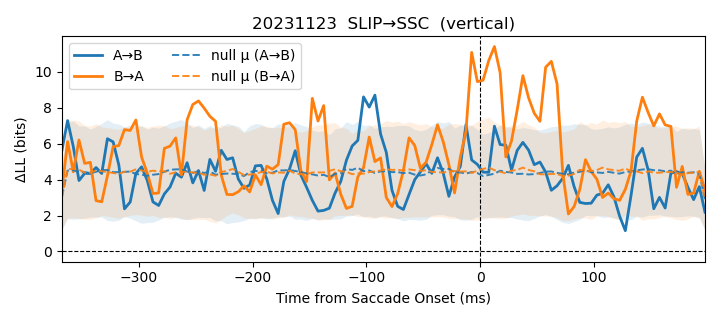 20231123  SLIP→SSC  (vertical)
A→B
B→A
null μ (A→B)
null μ (B→A)
ΔLL (bits)
10
8
6
4
2
0
−300
−200
−100
0
100
Time from Saccade Onset (ms)